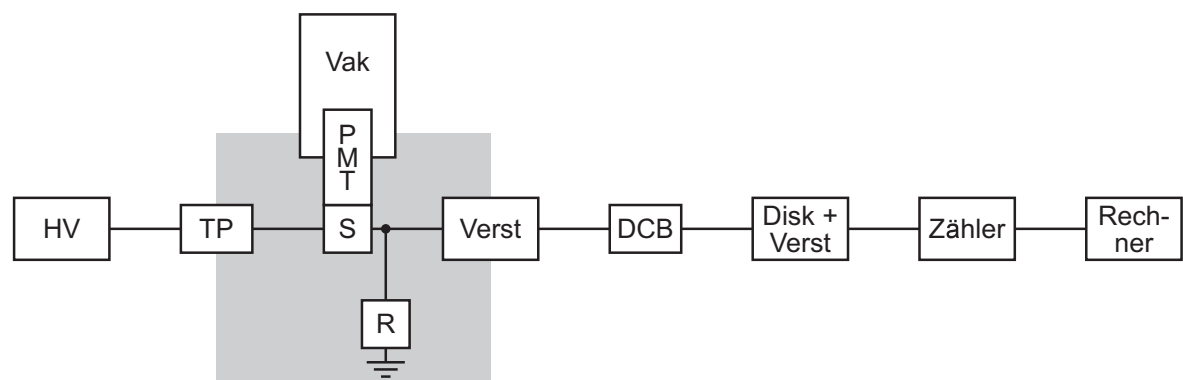 Vak
P
M
T
HV
TP
S
Verst
DCB
Disk +
Verst
Zähler
Rech-
ner
R